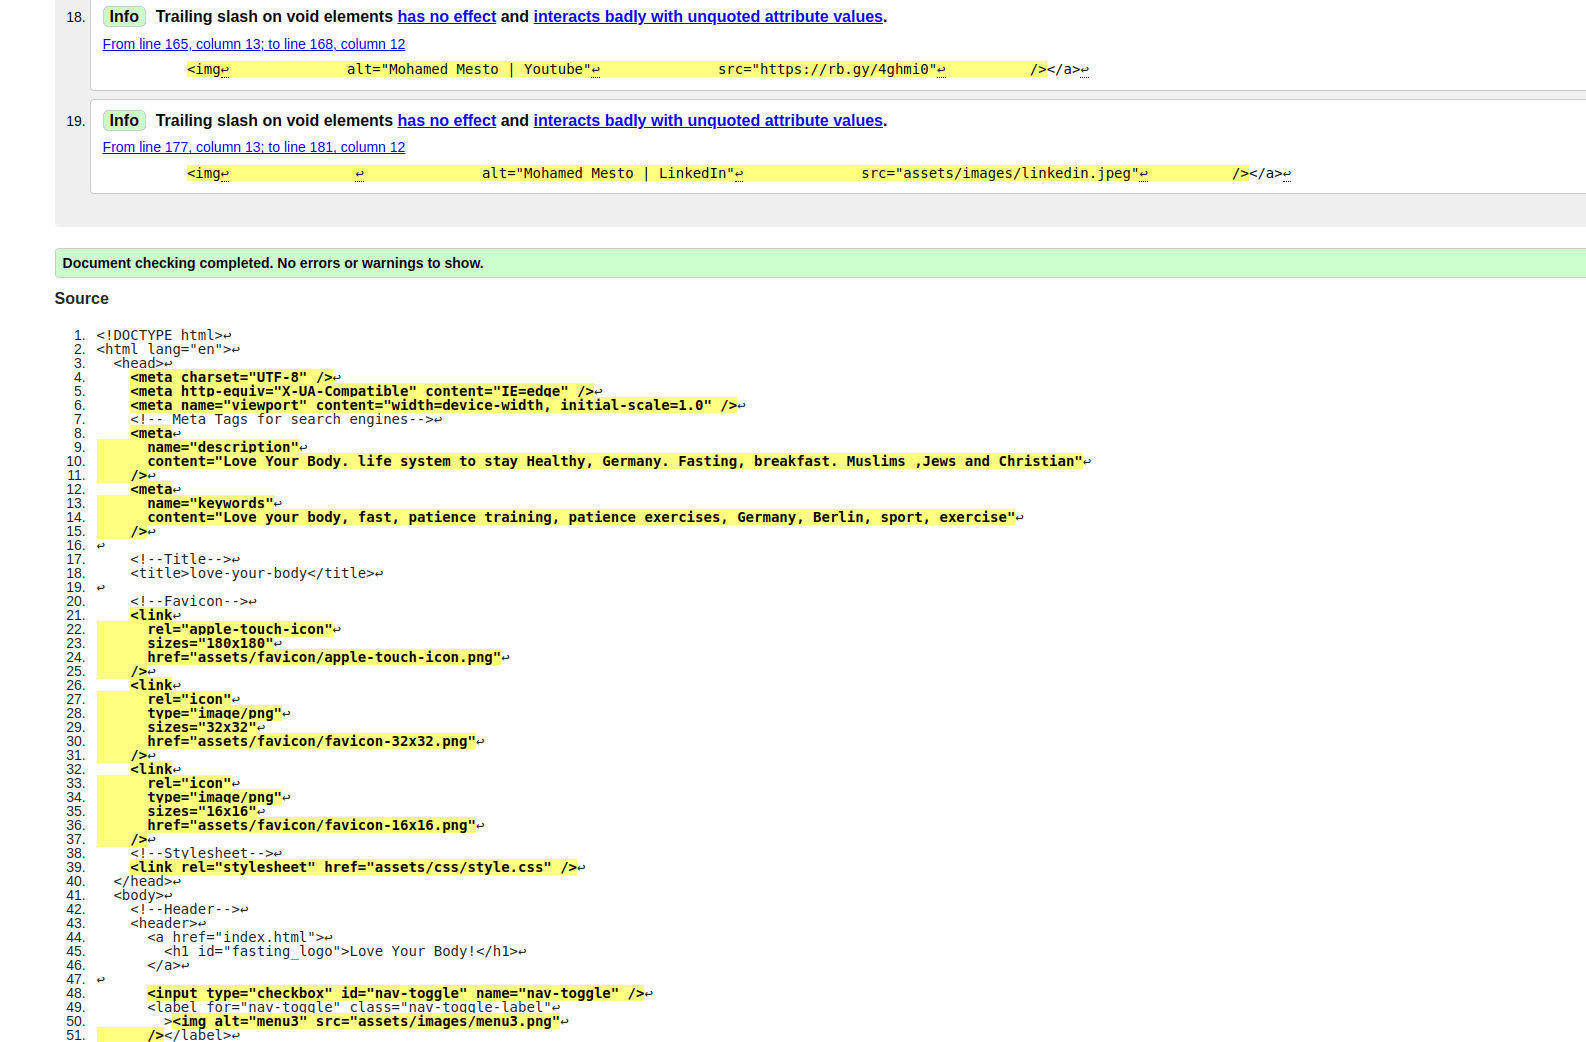 18. Info Trailing slash on void elements has no effect and interacts badly with unquoted attribute values.
From line 165, column 13; to line 168, column 12
<img↩ alt="Mohamed Mesto | Youtube"↩ src="https://rb.gy/4ghmi0"↩ /></a>↩
19. Info Trailing slash on void elements has no effect and interacts badly with unquoted attribute values.
From line 177, column 13; to line 181, column 12
<img↩ ↩ alt="Mohamed Mesto | LinkedIn"↩ src="assets/images/linkedin.jpeg"↩ /></a>↩
Document checking completed. No errors or warnings to show.
Source
1. <!DOCTYPE html>↩
2. <html lang="en">↩
3. <head>↩
4. <meta charset="UTF-8" />↩
5. <meta http-equiv="X-UA-Compatible" content="IE=edge" />↩
6. <meta name="viewport" content="width=device-width, initial-scale=1.0" />↩
7. <!-- Meta Tags for search engines-->↩
8. <meta↩
9. name="description"↩
10. content="Love Your Body. life system to stay Healthy, Germany. Fasting, breakfast. Muslims ,Jews and Christian"↩
11. />↩
12. <meta↩
13. name="keywords"↩
14. content="Love your body, fast, patience training, patience exercises, Germany, Berlin, sport, exercise"↩
15. />↩
16. ↩
17. <!--Title-->↩
18. <title>love-your-body</title>↩
19. ↩
20. <!--Favicon-->↩
21. <link↩
22. rel="apple-touch-icon"↩
23. sizes="180x180"↩
24. href="assets/favicon/apple-touch-icon.png"↩
25. />↩
26. <link↩
27. rel="icon"↩
28. type="image/png"↩
29. sizes="32x32"↩
30. href="assets/favicon/favicon-32x32.png"↩
31. />↩
32. <link↩
33. rel="icon"↩
34. type="image/png"↩
35. sizes="16x16"↩
36. href="assets/favicon/favicon-16x16.png"↩
37. />↩
38. <!--Stylesheet-->↩
39. <link rel="stylesheet" href="assets/css/style.css" />↩
40. </head>↩
41. <body>↩
42. <!--Header-->↩
43. <header>↩
44. <a href="index.html">↩
45. <h1 id="fasting_logo">Love Your Body!</h1>↩
46. </a>↩
47. ↩
48. <input type="checkbox" id="nav-toggle" name="nav-toggle" />↩
49. <label for="nav-toggle" class="nav-toggle-label"↩
50. ><img alt="menu3" src="assets/images/menu3.png"↩
51. /></label>↩